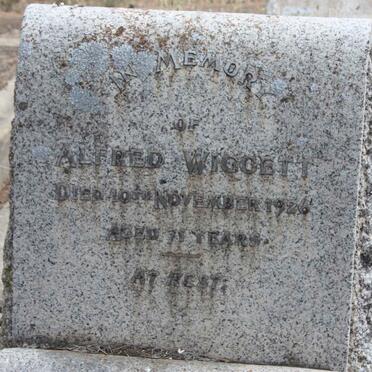 IN MEMORY
OF
ALFRED WIGGETT
DIED 10TH NOVEMBER 1926
AGED 71 YEARS.
AT REST.